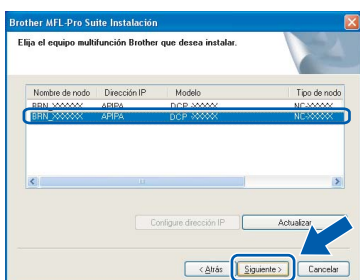 Brother MFL-Pro Suite Instalación
Elija el equipo multifunción Brother que desea instalar.
Nombre de nodo Dirección IP Modelo Tipo de nodo
BRN_XXXXXX APIPA DCP-XXXXX NC-XXXXX
BRN_XXXXXX APIPA DCP-XXXXX NC-XXXXX
Configure dirección IP Actualizar
< Atrás Siguiente > Cancelar